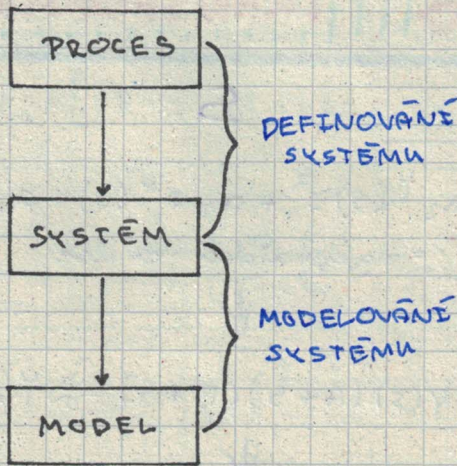 PROCES
DEFINOVÁNÍ
SYSTÉMU
SYSTÉM
MODELOVÁNÍ
SYSTÉMU
MODEL